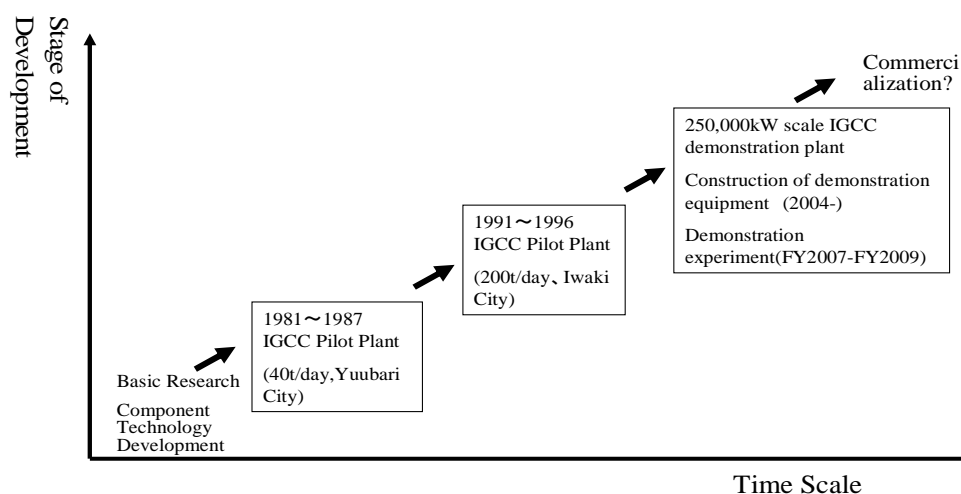 Stage of
Development
Commerci
alization?
250,000kW scale IGCC
demonstration plant
Construction of demonstration
equipment (2004-)
Demonstration
experiment(FY2007-FY2009)
1991～1996
IGCC Pilot Plant
(200t/day、Iwaki
City)
1981～1987
IGCC Pilot Plant
(40t/day,Yuubari
City)
Basic Research
Component
Technology
Development
Time Scale